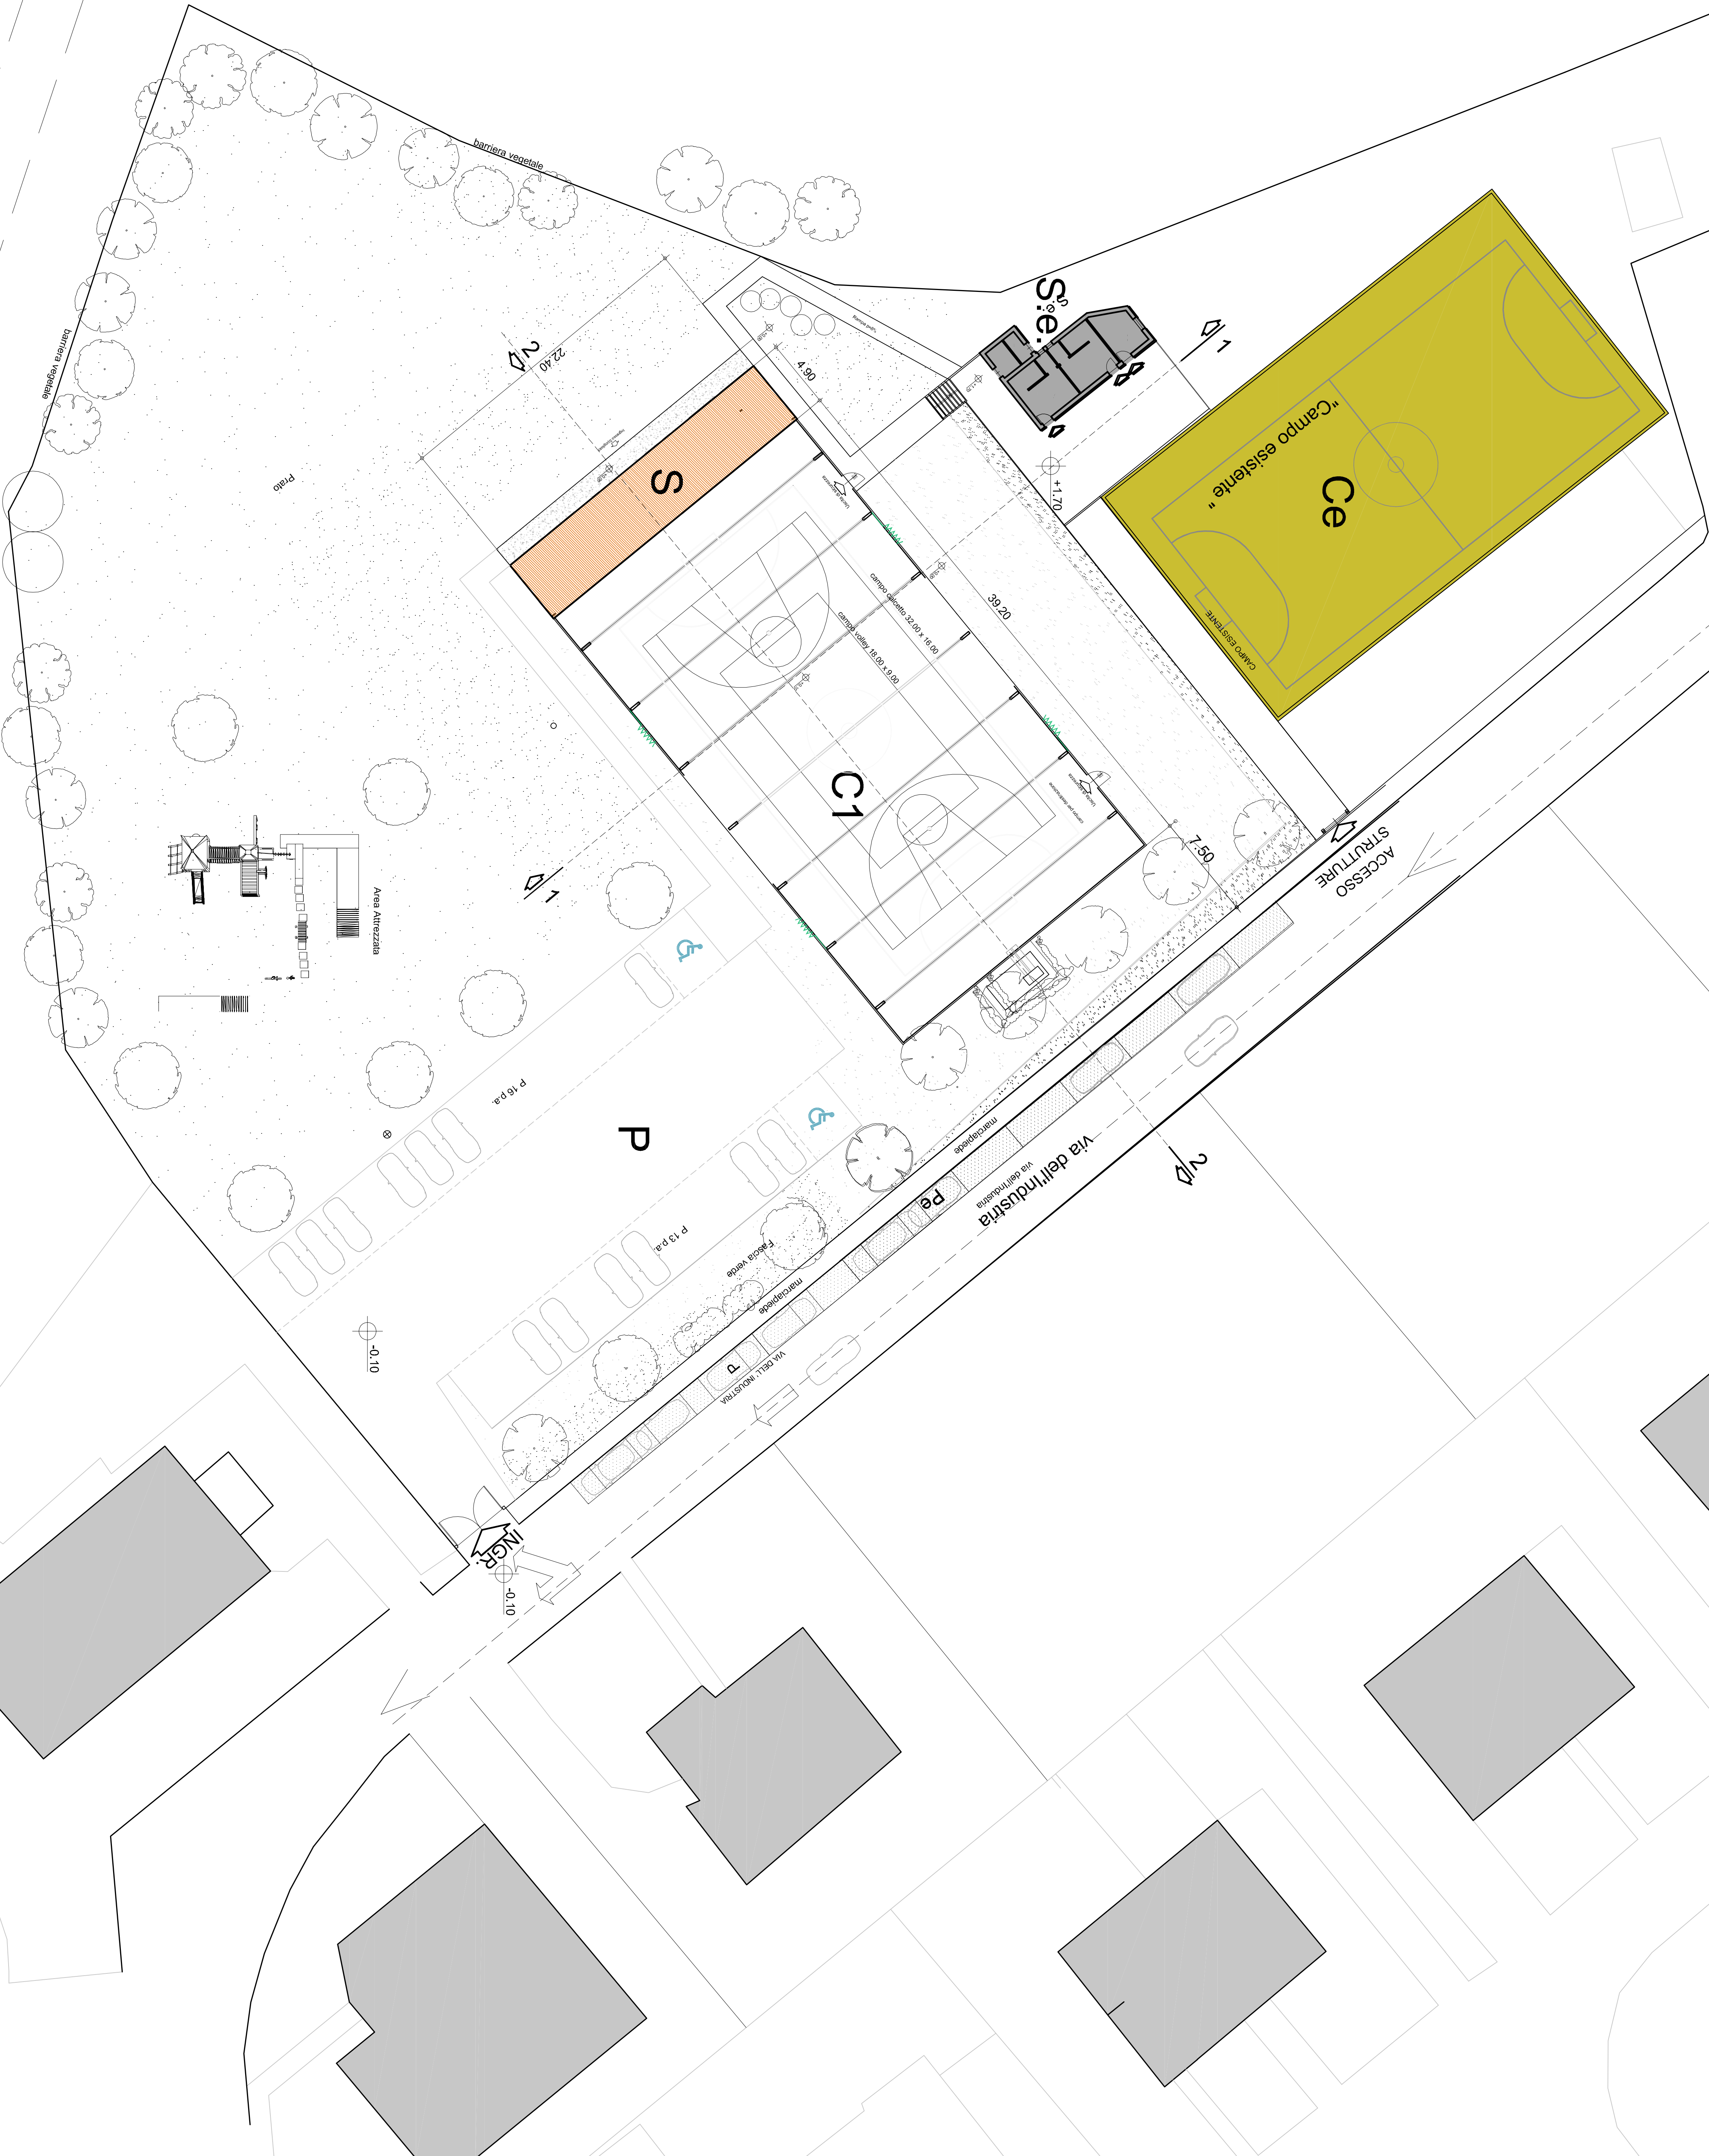 barriera vegetale
barriera vegetale
Prato
2
22.40
4.90
Rampa pedo.
S.e.
S.e.
1
+1.70
"Campo esistente "
Ce
CAMPO ESISTENTE
S
39.20
campo calcetto 32.00 x 16.00
campo volley 18.00 x 9.00
C1
7.50
ACCESSO
STRUTTURE
1
Area Attrezzata
P 16 p.a.
P
P 13 p.a.
Fascia verde
marciapiede
marciapiede
Pe
via dell'Industria
via dell'Industria
2
P
VIA DELL' INDUSTRIA
-0.10
INGR.
-0.10